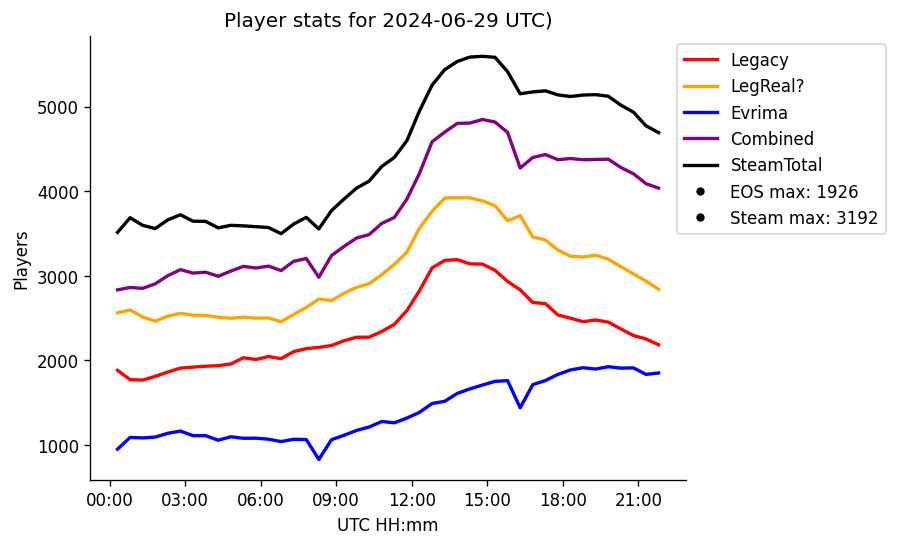 Player stats for 2024-06-29 UTC)
Legacy
LegReal?
Evrima
Combined
SteamTotal
EOS max: 1926
Steam max: 3192
Players
5000
4000
3000
2000
1000
00:00 03:00 06:00 09:00 12:00 15:00 18:00 21:00
UTC HH:mm